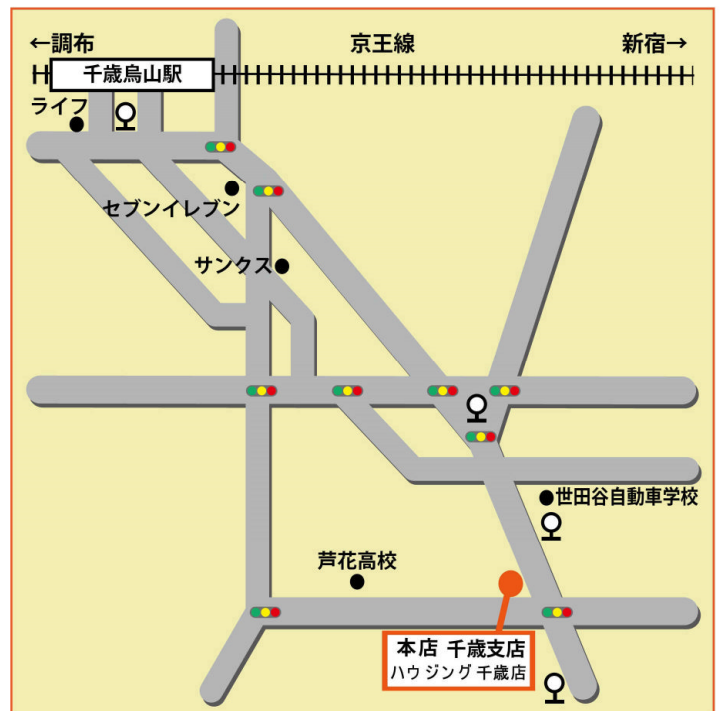 ←調布
京王線
新宿→
千歳烏山駅
ライフ
セブンイレブン
サンクス
世田谷自動車学校
芦花高校
本店 千歳支店
ハウジング千歳店